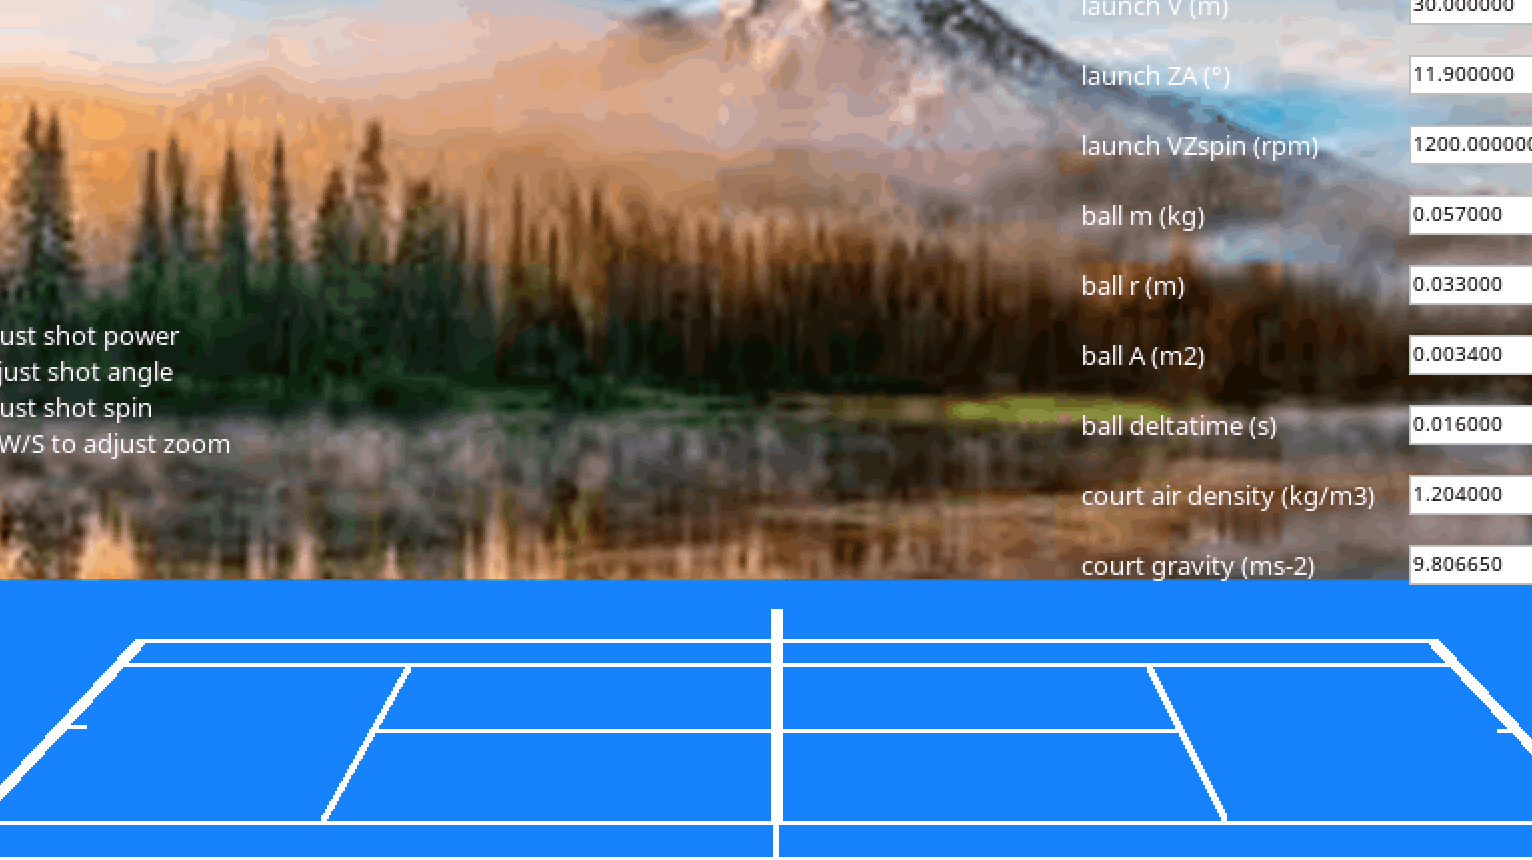 launch V (m) 30.000000
launch ZA (°) 11.900000
launch VZspin (rpm) 1200.000000
ball m (kg) 0.057000
ball r (m) 0.033000
ust shot power
ball A (m2) 0.003400
just shot angle
ust shot spin
ball deltatime (s) 0.016000
W/S to adjust zoom
court air density (kg/m3) 1.204000
court gravity (ms-2) 9.806650